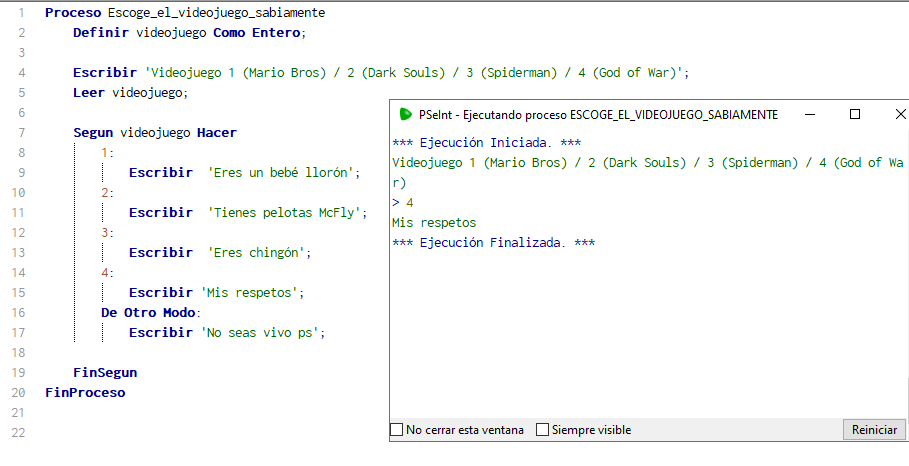 1 Proceso Escoge_el_videojuego_sabiamente
2 Definir videojuego Como Entero;
3
4 Escribir 'Videojuego 1 (Mario Bros) / 2 (Dark Souls) / 3 (Spiderman) / 4 (God of War)';
5 Leer videojuego;
6
7 Segun videojuego Hacer
8 1:
9 Escribir 'Eres un bebé llorón';
10 2:
11 Escribir 'Tienes pelotas McFly';
12 3:
13 Escribir 'Eres chingón';
14 4:
15 Escribir 'Mis respetos';
16 De Otro Modo:
17 Escribir 'No seas vivo ps';
18
19 FinSegun
20 FinProceso
21
22
PSeInt - Ejecutando proceso ESCOGE_EL_VIDEOJUEGO_SABIAMENTE
*** Ejecución Iniciada. ***
Videojuego 1 (Mario Bros) / 2 (Dark Souls) / 3 (Spiderman) / 4 (God of Wa
r)
> 4
Mis respetos
*** Ejecución Finalizada. ***
No cerrar esta ventana Siempre visible Reiniciar